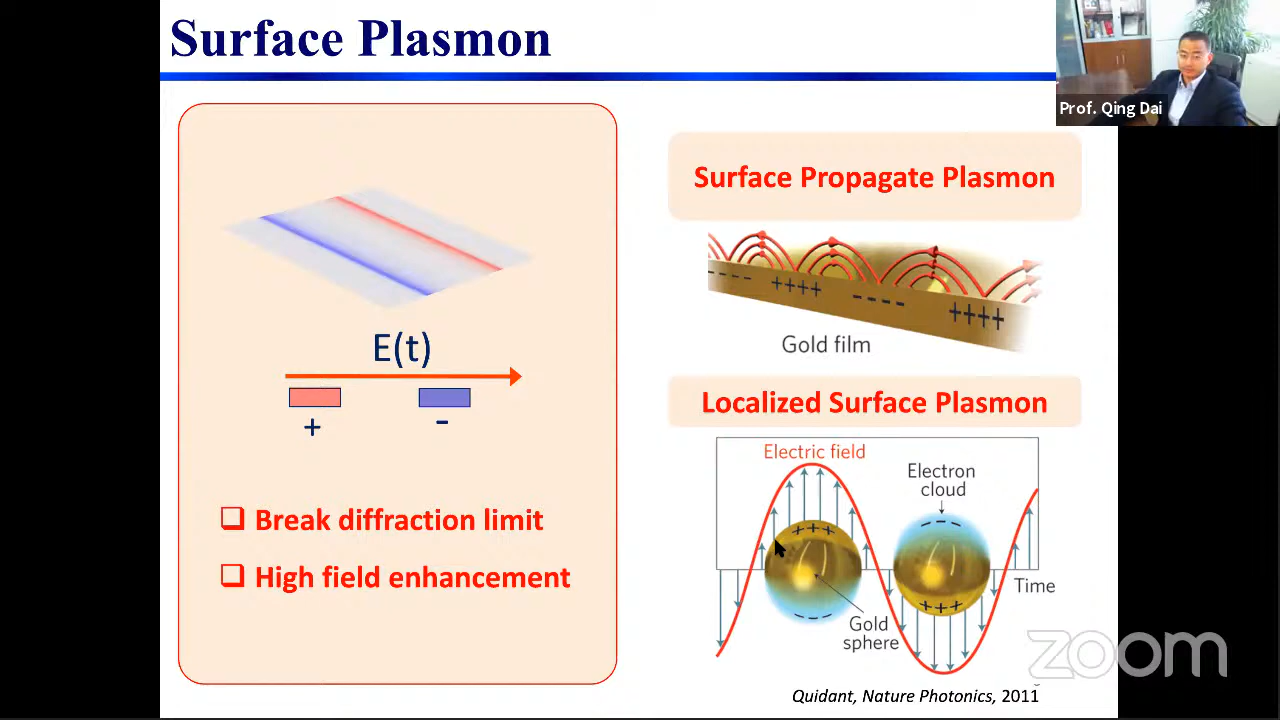 Surface Plasmon
Prof. Qing Dai
E(t)
+
-
Break diffraction limit
High field enhancement
Surface Propagate Plasmon
- - - -
++++
- - - -
++++
Gold film
Localized Surface Plasmon
Electric field
Electron
cloud
+++
- - -
- - -
+++
Time
Gold
sphere
zoom
Quidant, Nature Photonics, 2011